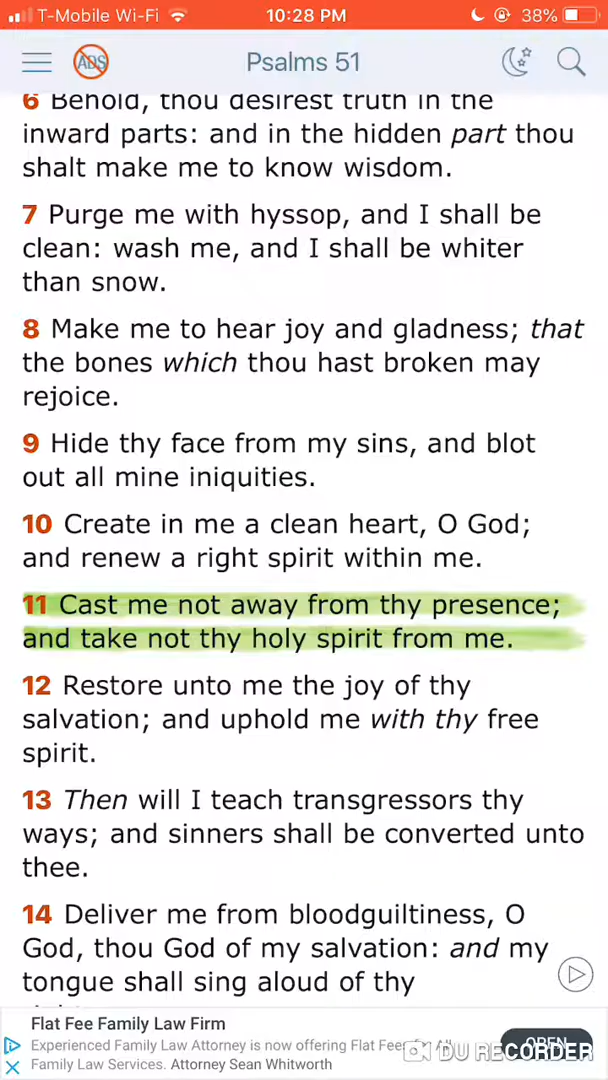 T-Mobile Wi-Fi 10:28 PM 38%
ADS Psalms 51
6 Behold, thou desirest truth in the
inward parts: and in the hidden part thou
shalt make me to know wisdom.
7 Purge me with hyssop, and I shall be
clean: wash me, and I shall be whiter
than snow.
8 Make me to hear joy and gladness; that
the bones which thou hast broken may
rejoice.
9 Hide thy face from my sins, and blot
out all mine iniquities.
10 Create in me a clean heart, O God;
and renew a right spirit within me.
11 Cast me not away from thy presence;
and take not thy holy spirit from me.
12 Restore unto me the joy of thy
salvation; and uphold me with thy free
spirit.
13 Then will I teach transgressors thy
ways; and sinners shall be converted unto
thee.
14 Deliver me from bloodguiltiness, O
God, thou God of my salvation: and my
tongue shall sing aloud of thy
Flat Fee Family Law Firm
Experienced Family Law Attorney is now offering Flat Fees for All
Family Law Services. Attorney Sean Whitworth
OPEN
DU RECORDER